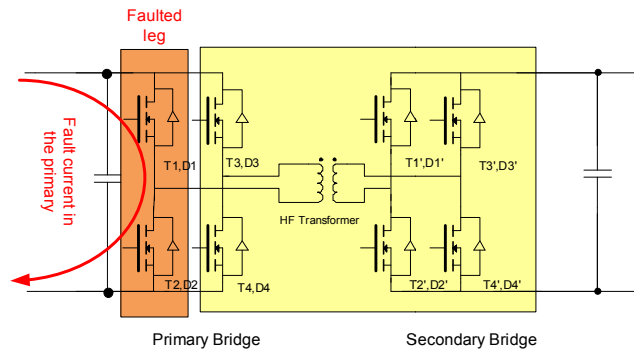 Faulted
leg
Fault current in
the primary
T1,D1
T3,D3
T1',D1'
T3',D3'
HF Transformer
T2,D2
T4,D4
T2',D2'
T4',D4'
Primary Bridge
Secondary Bridge